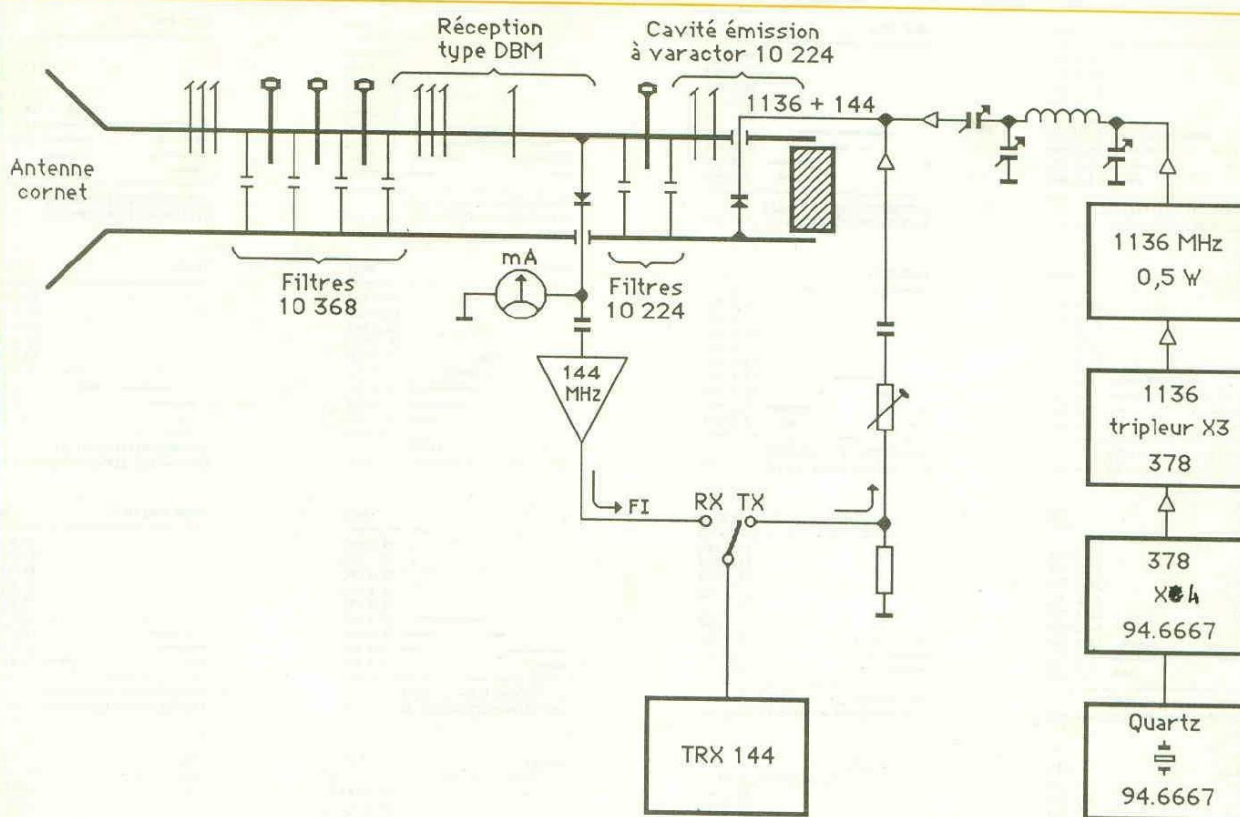 Réception
type DBM
Cavité émission
à varactor 10 224
1136 + 144
Antenne
cornet
Filtres
10 368
mA
Filtres
10 224
144
MHz
FI
RX TX
TRX 144
1136 MHz
0,5 W
1136
tripleur X3
378
378
X4
94.6667
Quartz
94.6667